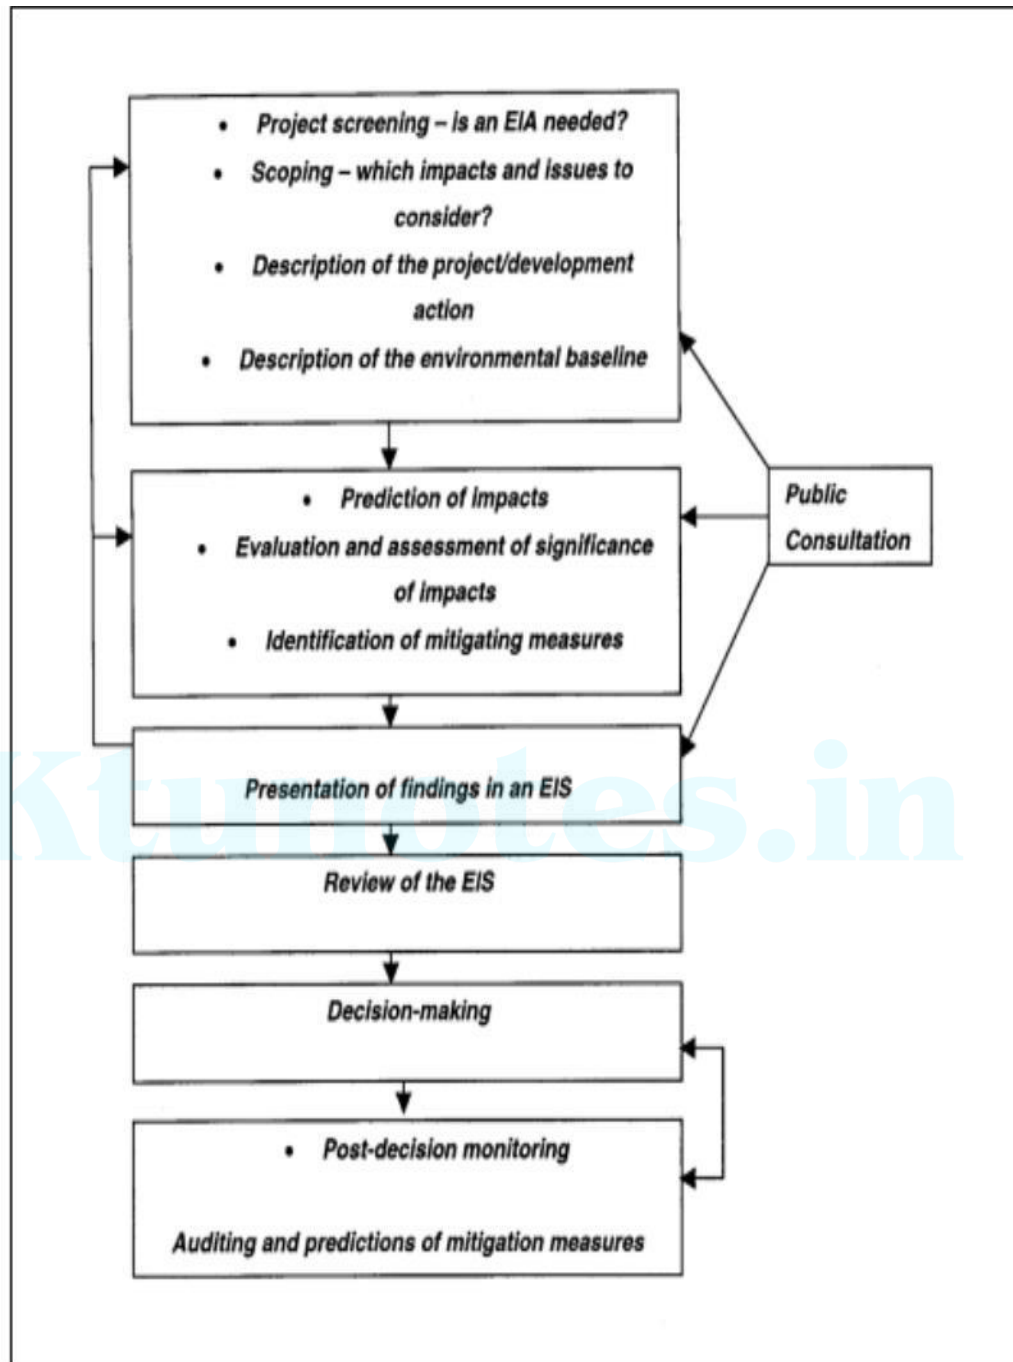 • Project screening – is an EIA needed?
• Scoping – which impacts and issues to
consider?
• Description of the project/development
action
• Description of the environmental baseline
• Prediction of impacts
• Evaluation and assessment of significance
of impacts
• Identification of mitigating measures
Public
Consultation
Presentation of findings in an EIS
Ktunotes.in
Review of the EIS
Decision-making
• Post-decision monitoring
Auditing and predictions of mitigation measures